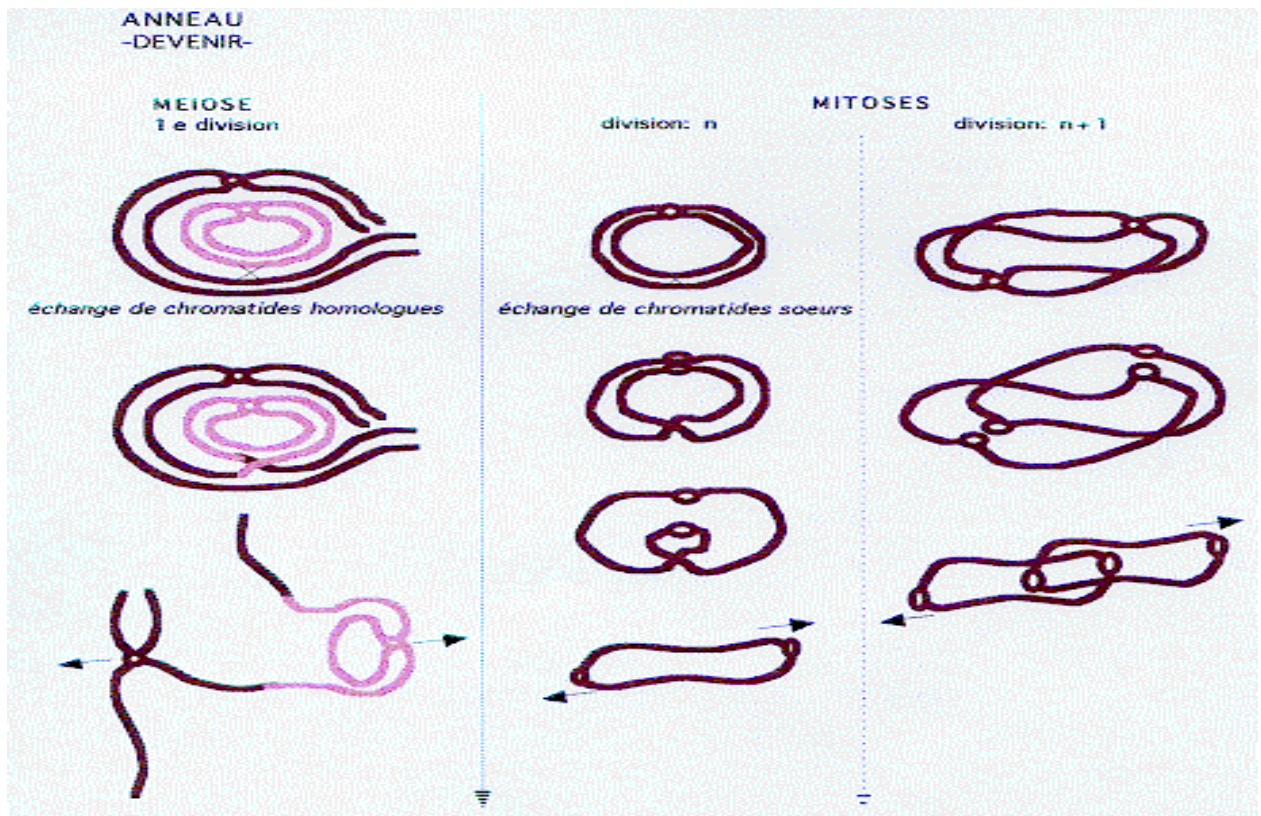 ANNEAU
-DEVENIR-
MEIOSE
1 e division
MITOSES
division: n
division: n+1
échange de chromatides homologues
échange de chromatides soeurs